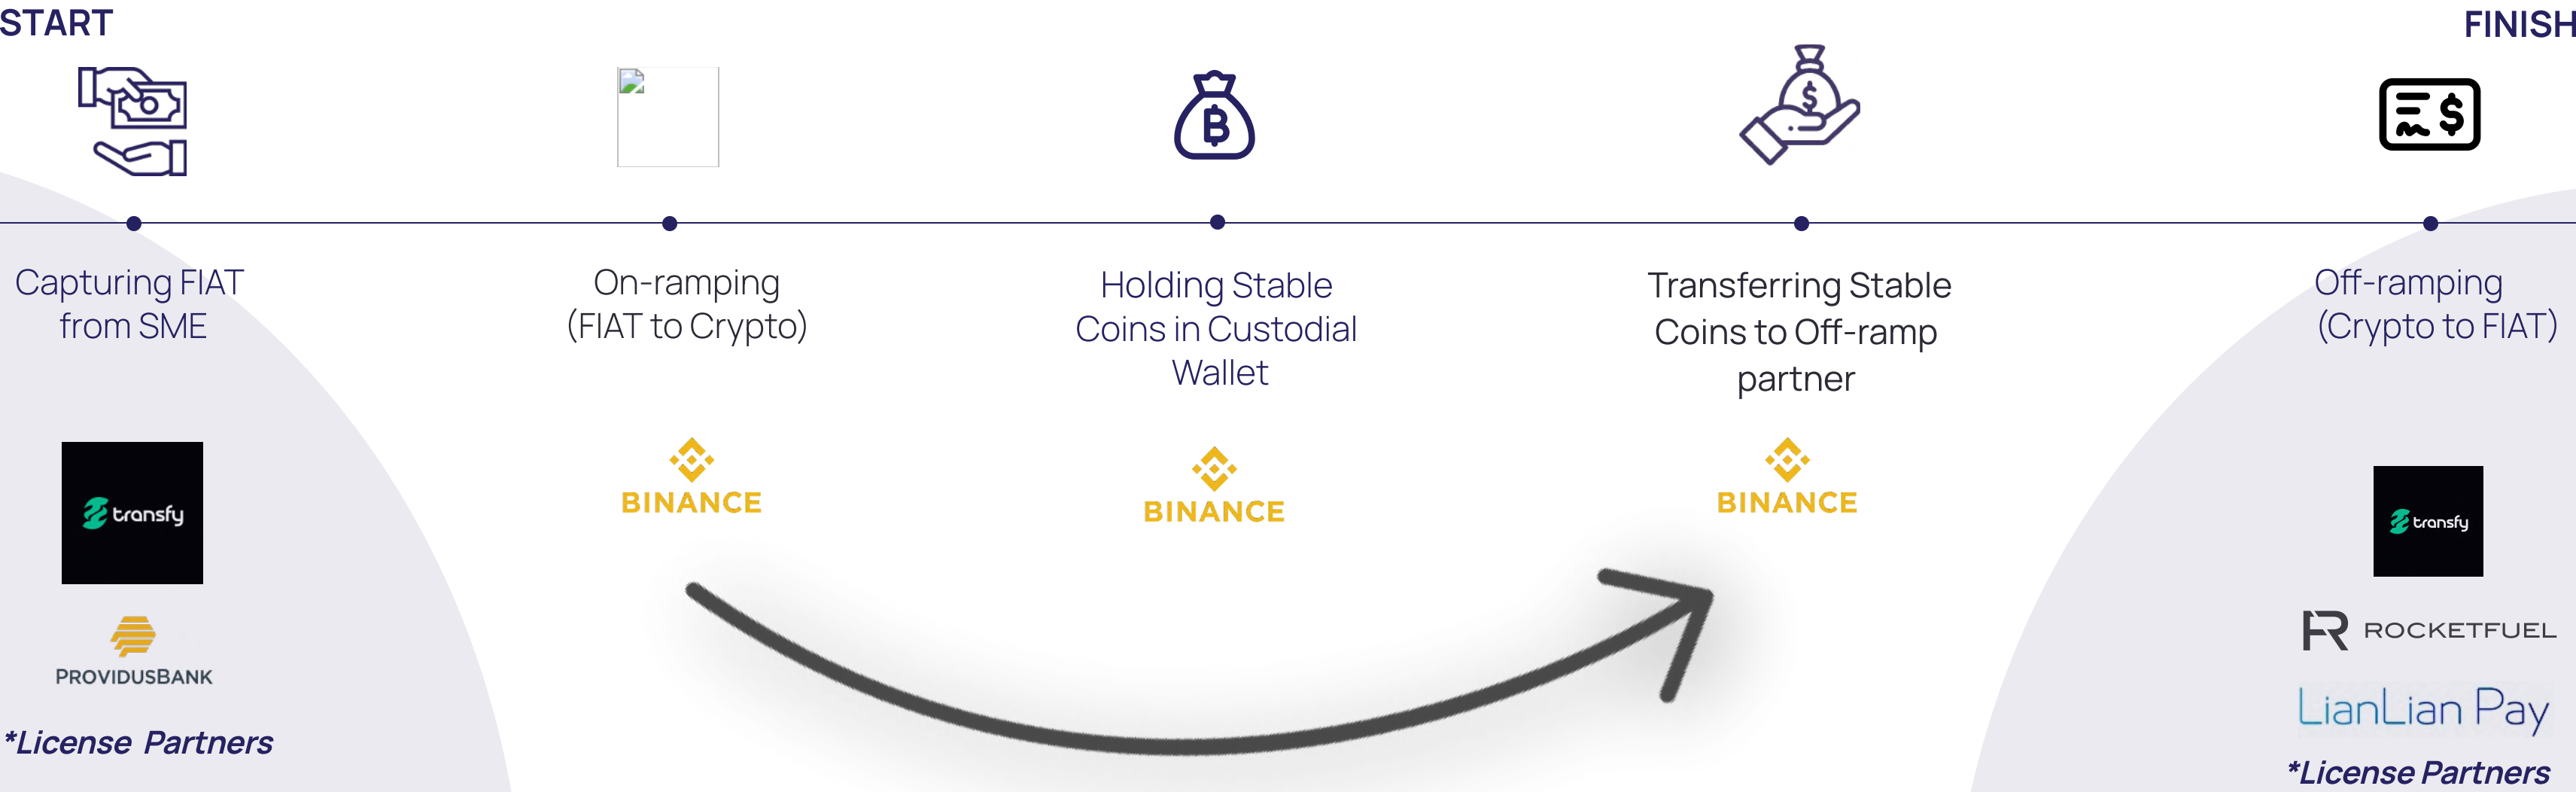 START
FINISH
Capturing FIAT
from SME
On-ramping
(FIAT to Crypto)
Holding Stable
Coins in Custodial
Wallet
Transferring Stable
Coins to Off-ramp
partner
Off-ramping
(Crypto to FIAT)
transfy
PROVIDUSBANK
*License Partners
BINANCE
BINANCE
BINANCE
transfy
ROCKETFUEL
LianLian Pay
*License Partners